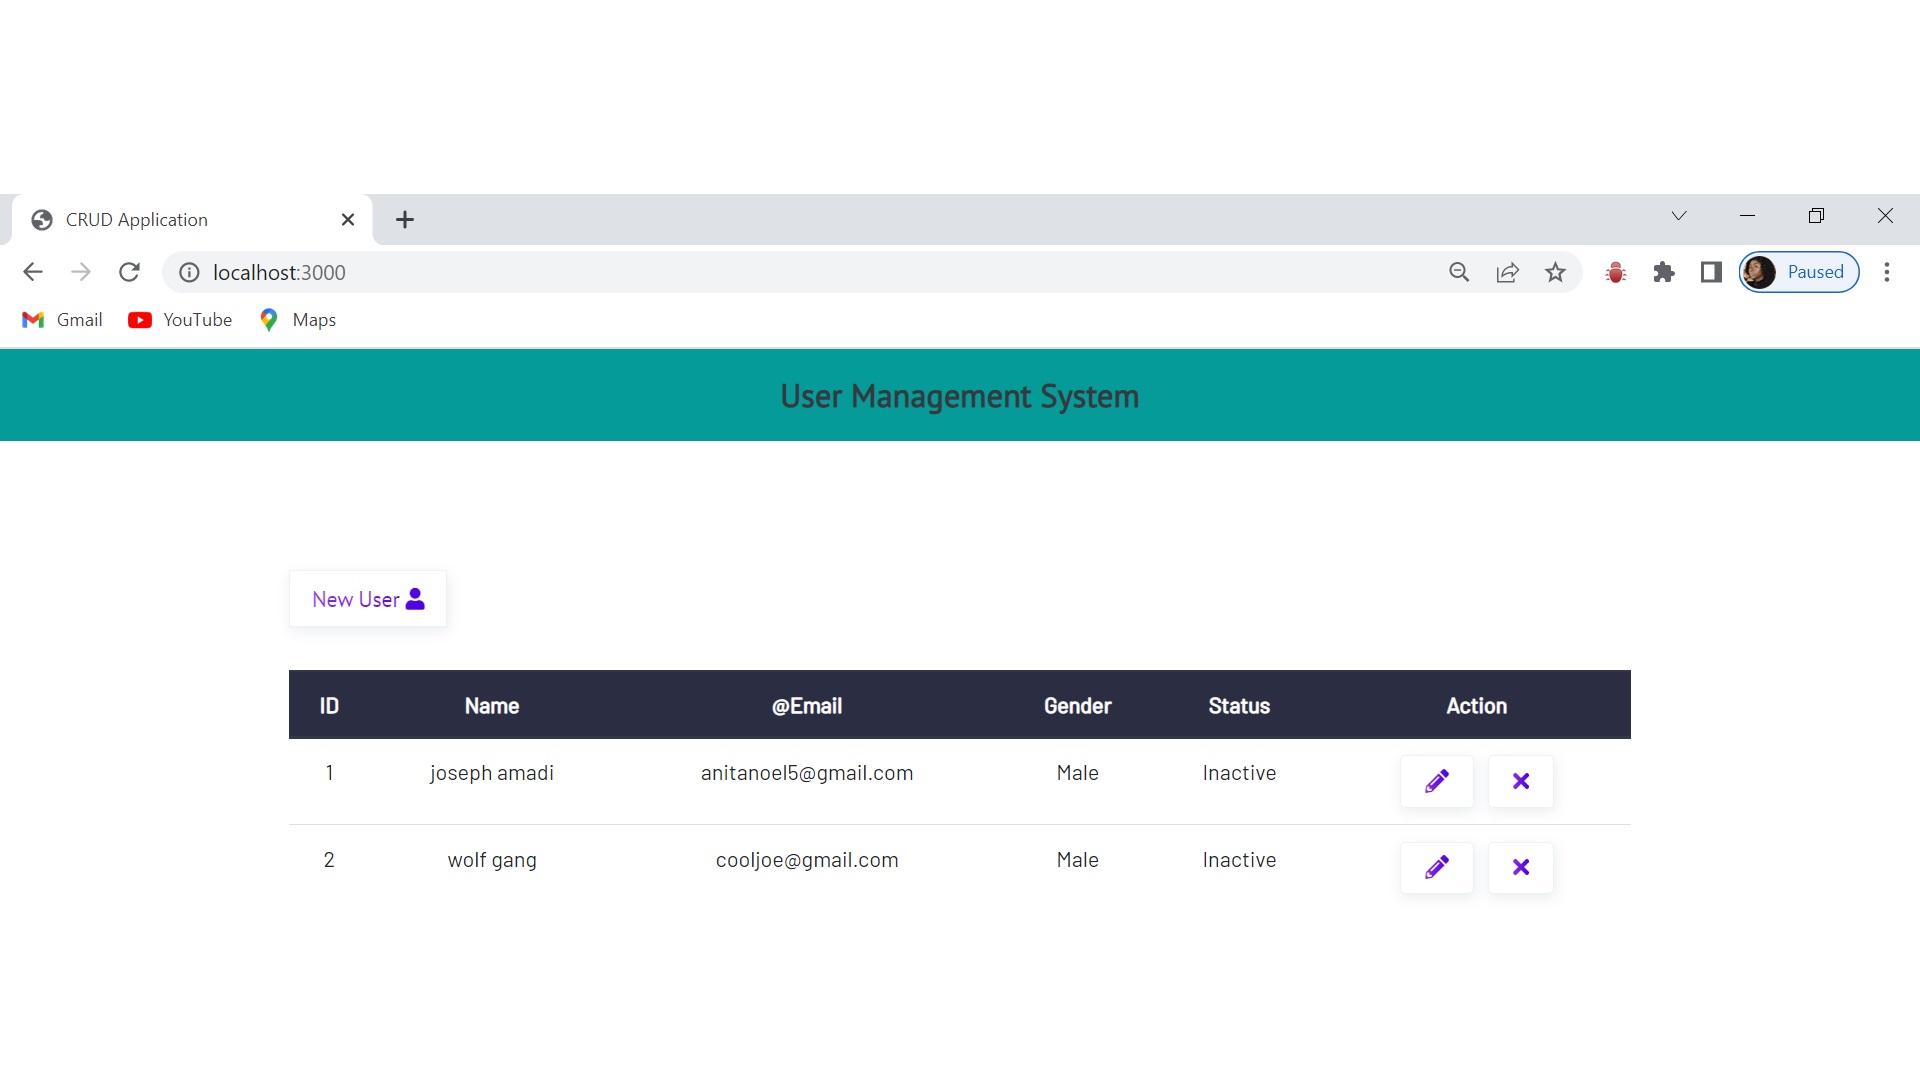 CRUD Application
localhost:3000
Paused
Gmail YouTube Maps
User Management System
New User
ID Name @Email Gender Status Action
1 joseph amadi anitanoel5@gmail.com Male Inactive
2 wolf gang cooljoe@gmail.com Male Inactive